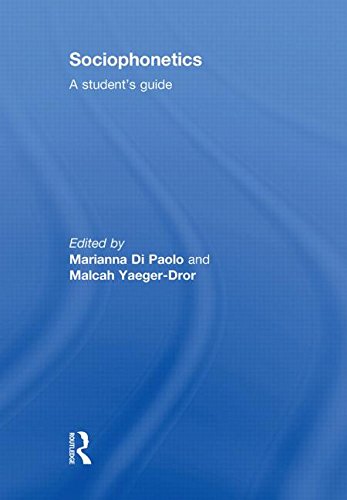 Sociophonetics
A student's guide
Edited by
Marianna Di Paolo and
Malcah Yaeger-Dror
ROUTLEDGE